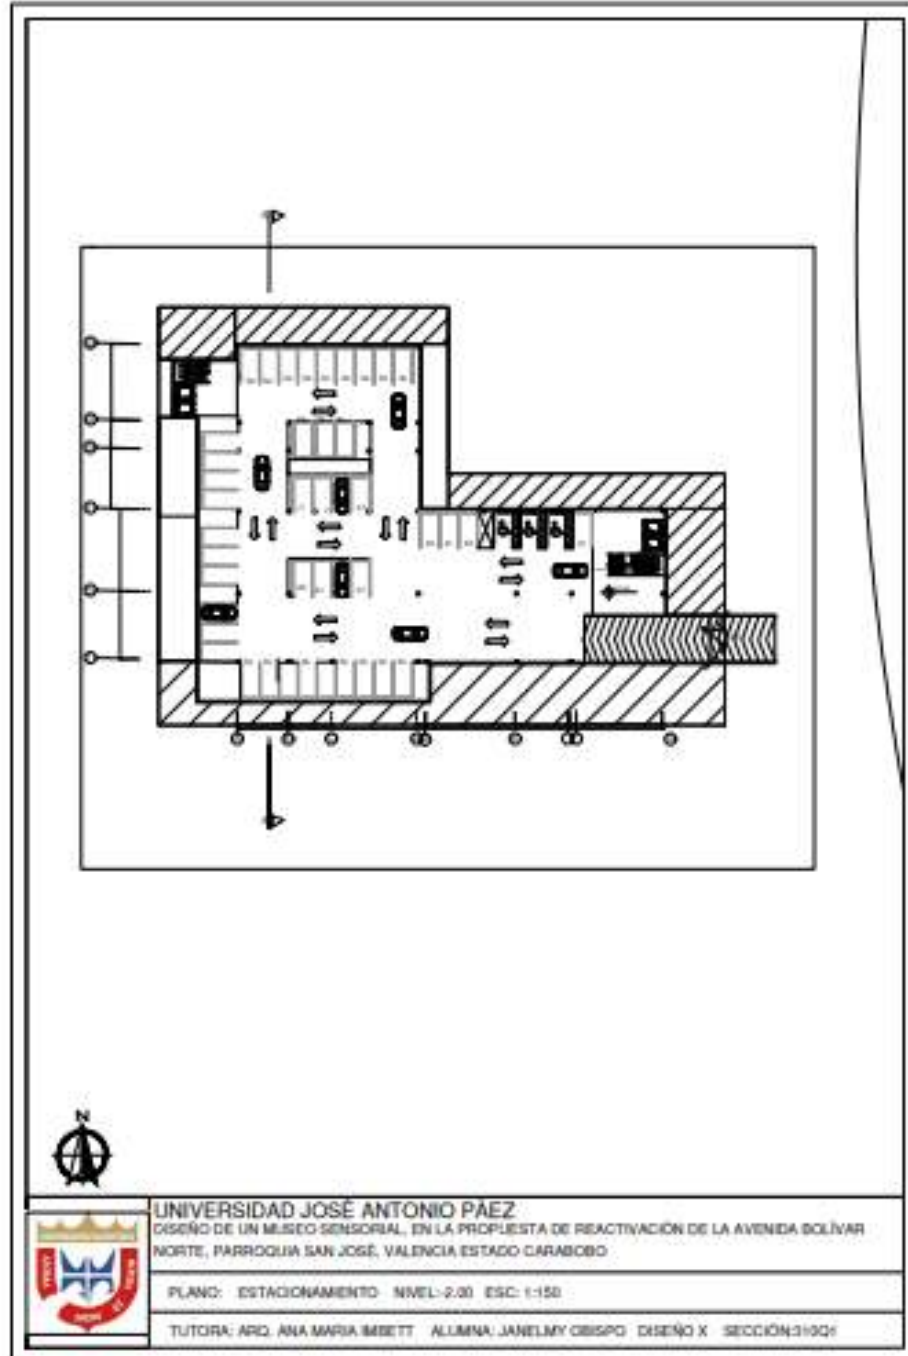 N
UNIVERSIDAD JOSÉ ANTONIO PÁEZ
DISEÑO DE UN MUSEO SENSORIAL, EN LA PROPUESTA DE REACTIVACIÓN DE LA AVENIDA BOLÍVAR
NORTE, PARROQUIA SAN JOSÉ, VALENCIA ESTADO CARABOBO
PLANO: ESTACIONAMIENTO NIVEL:-2.00 ESC: 1:150
TUTORA: ARQ. ANA MARIA IMBETT ALUMNA: JANELMY OBISPO DISEÑO X SECCIÓN:310Q1